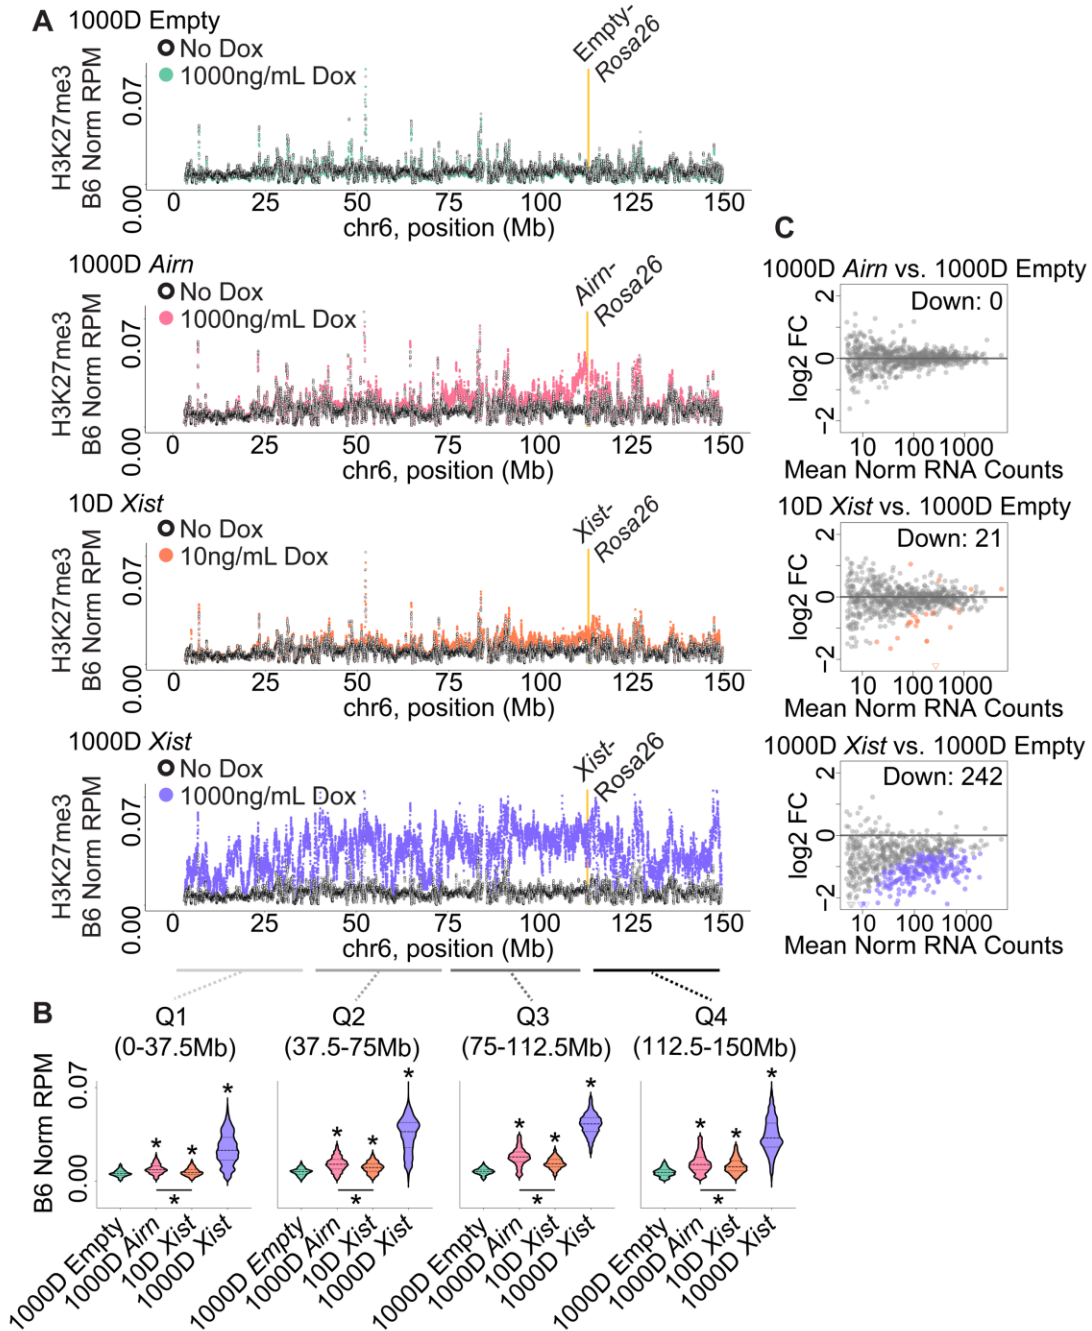 A
1000D Empty
No Dox
1000ng/mL Dox
Empty-
Rosa26
H3K27me3
B6 Norm RPM
0.07
0.00
0 25 50 75 100 125 150
chr6, position (Mb)
1000D Airn
No Dox
1000ng/mL Dox
Airn-
Rosa26
H3K27me3
B6 Norm RPM
0.07
0.00
0 25 50 75 100 125 150
chr6, position (Mb)
10D Xist
No Dox
10ng/mL Dox
Xist-
Rosa26
H3K27me3
B6 Norm RPM
0.07
0.00
0 25 50 75 100 125 150
chr6, position (Mb)
1000D Xist
No Dox
1000ng/mL Dox
Xist-
Rosa26
H3K27me3
B6 Norm RPM
0.07
0.00
0 25 50 75 100 125 150
chr6, position (Mb)
C
1000D Airn vs. 1000D Empty
Down: 0
log2 FC
2
0
−2
10 100 1000
Mean Norm RNA Counts
10D Xist vs. 1000D Empty
Down: 21
log2 FC
2
0
−2
10 100 1000
Mean Norm RNA Counts
1000D Xist vs. 1000D Empty
Down: 242
log2 FC
2
0
−2
10 100 1000
Mean Norm RNA Counts
B
Q1
(0-37.5Mb)
Q2
(37.5-75Mb)
Q3
(75-112.5Mb)
Q4
(112.5-150Mb)
B6 Norm RPM
0.07
0.00
* * *
*
* * *
*
* * *
*
* * *
*
1000D Empty
1000D Airn
10D Xist
1000D Xist
1000D Empty
1000D Airn
10D Xist
1000D Xist
1000D Empty
1000D Airn
10D Xist
1000D Xist
1000D Empty
1000D Airn
10D Xist
1000D Xist